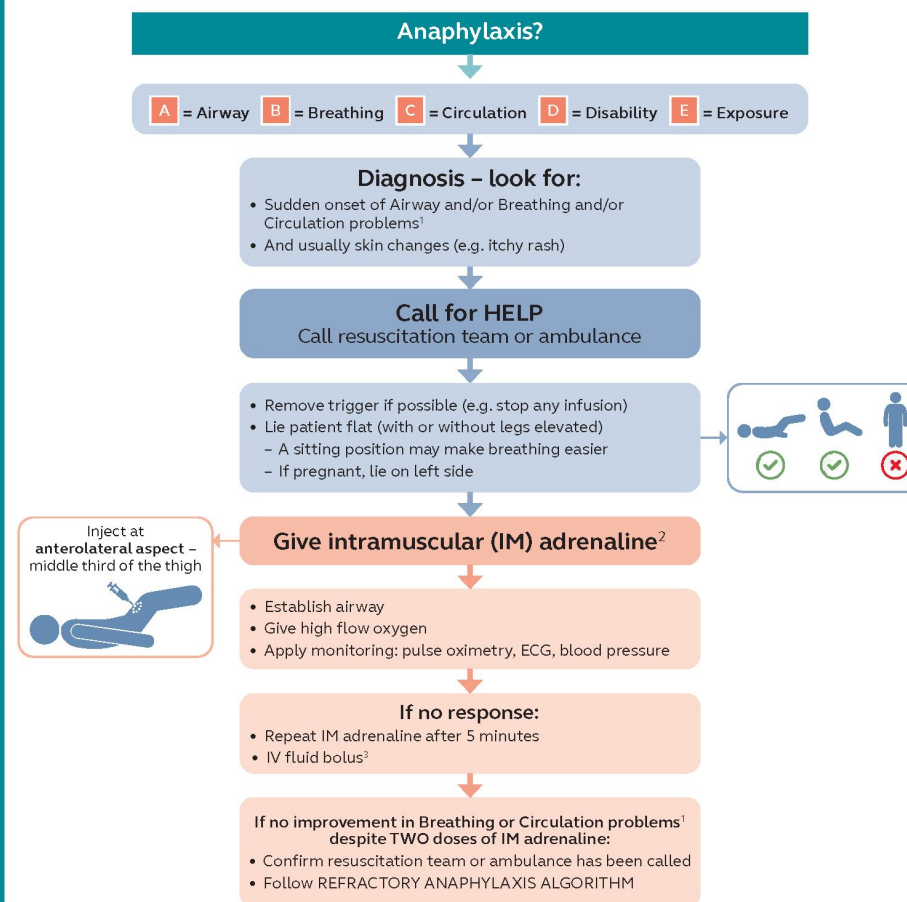 Anaphylaxis?
A = Airway B = Breathing C = Circulation D = Disability E = Exposure
Diagnosis – look for:
• Sudden onset of Airway and/or Breathing and/or
Circulation problems¹
• And usually skin changes (e.g. itchy rash)
Call for HELP
Call resuscitation team or ambulance
• Remove trigger if possible (e.g. stop any infusion)
• Lie patient flat (with or without legs elevated)
– A sitting position may make breathing easier
– If pregnant, lie on left side
Inject at
anterolateral aspect –
middle third of the thigh
Give intramuscular (IM) adrenaline²
• Establish airway
• Give high flow oxygen
• Apply monitoring: pulse oximetry, ECG, blood pressure
If no response:
• Repeat IM adrenaline after 5 minutes
• IV fluid bolus³
If no improvement in Breathing or Circulation problems¹
despite TWO doses of IM adrenaline:
• Confirm resuscitation team or ambulance has been called
• Follow REFRACTORY ANAPHYLAXIS ALGORITHM